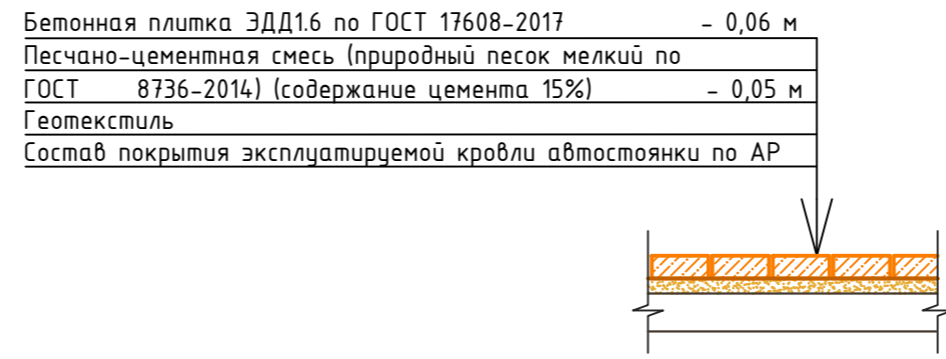 Бетонная плитка ЭДД1.6 по ГОСТ 17608-2017 - 0,06 м
Песчано-цементная смесь (природный песок мелкий по
ГОСТ 8736-2014) (содержание цемента 15%) - 0,05 м
Геотекстиль
Состав покрытия эксплуатируемой кровли автостоянки по АР